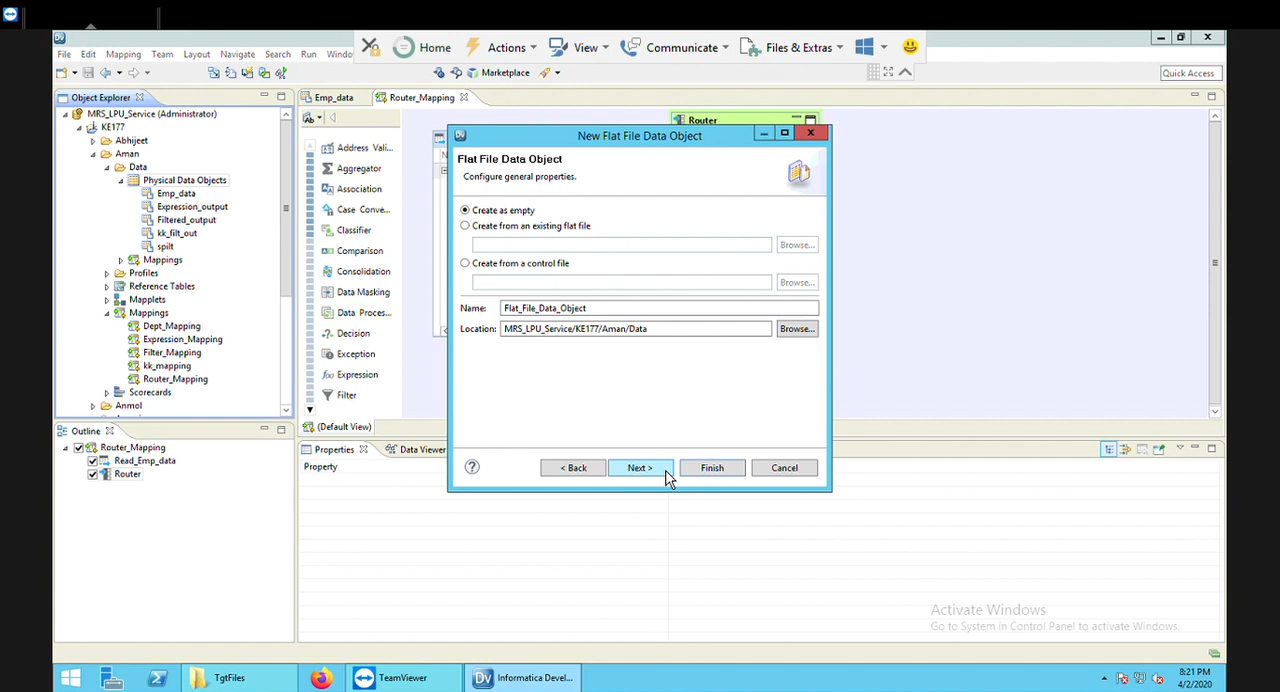 Home
Actions
View
Communicate
Files & Extras
File Edit Mapping Team Layout Navigate Search Run Windo
Marketplace
Quick Access
Object Explorer
MRS_LPU_Service (Administrator)
KE177
Abhijeet
Aman
Data
Physical Data Objects
Emp_data
Expression_output
Filtered_output
kk_filt_out
spilt
Mappings
Profiles
Reference Tables
Mapplets
Mappings
Dept_Mapping
Expression_Mapping
Filter_Mapping
kk_mapping
Router_Mapping
Scorecards
Anmol
Emp_data
Router_Mapping
Ab
Address Vali...
Aggregator
Association
Case Conve...
Classifier
Comparison
Consolidation
Data Masking
Data Proces...
Decision
Exception
Expression
Filter
(Default View)
Router
New Flat File Data Object
Flat File Data Object
Configure general properties.
Create as empty
Create from an existing flat file
Browse...
Create from a control file
Browse...
Name: Flat_File_Data_Object
Location: MRS_LPU_Service/KE177/Aman/Data Browse...
< Back
Next >
Finish
Cancel
Outline
Router_Mapping
Read_Emp_data
Router
Properties
Data Viewer
Property
Activate Windows
Go to System in Control Panel to activate Windows.
TgtFiles
TeamViewer
Dv
Informatica Devel...
8:21 PM
4/2/2020